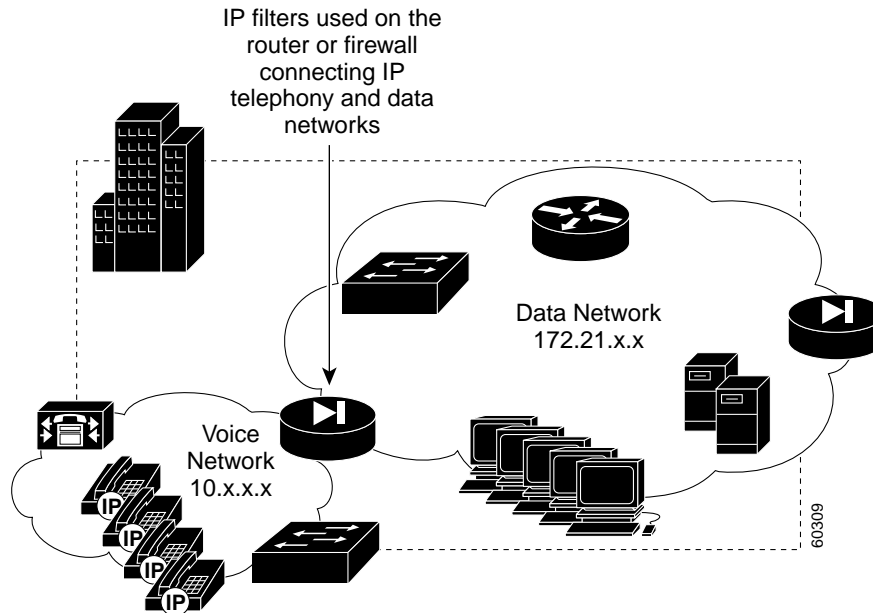 IP filters used on the
router or firewall
connecting IP
telephony and data
networks
Data Network
172.21.x.x
Voice
Network
10.x.x.x
IP
IP
IP
IP
60309